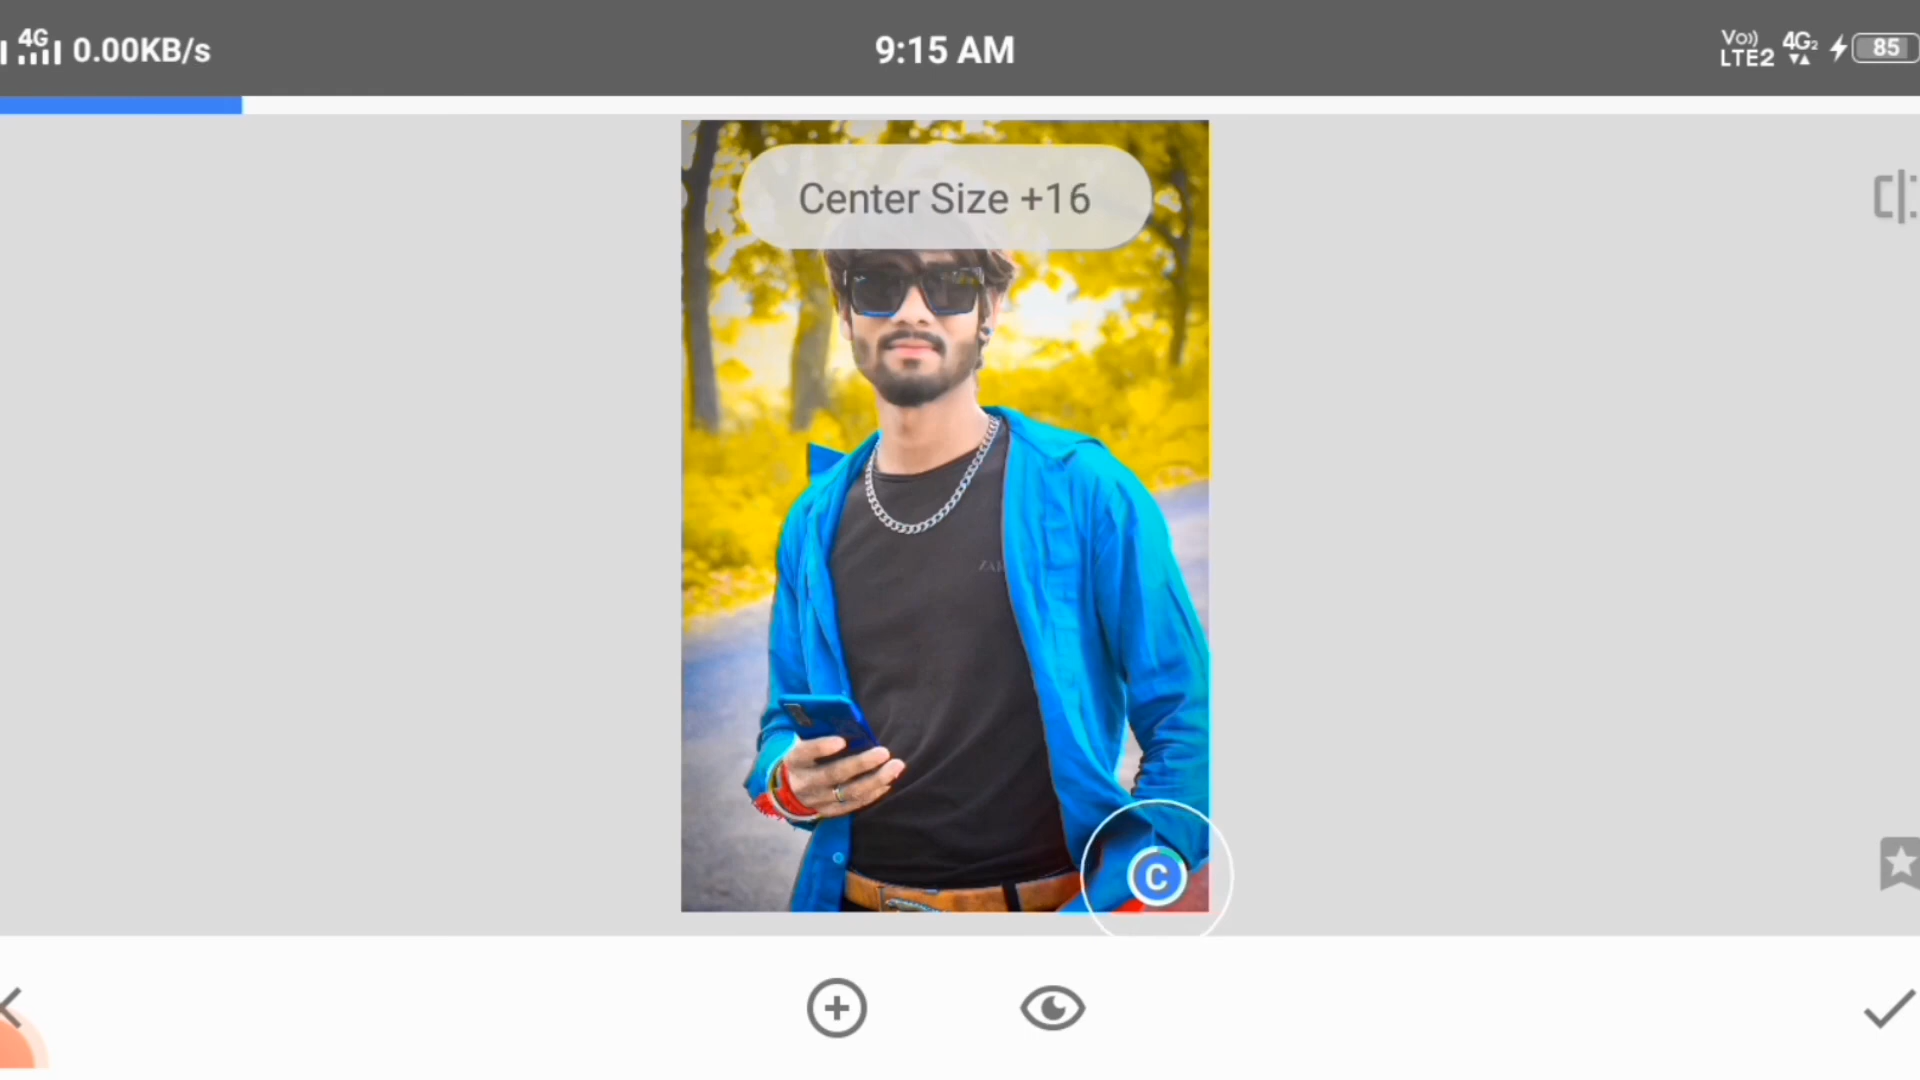 4G 0.00KB/s
9:15 AM
Vo)) LTE2 4G2 85
Center Size +16
C